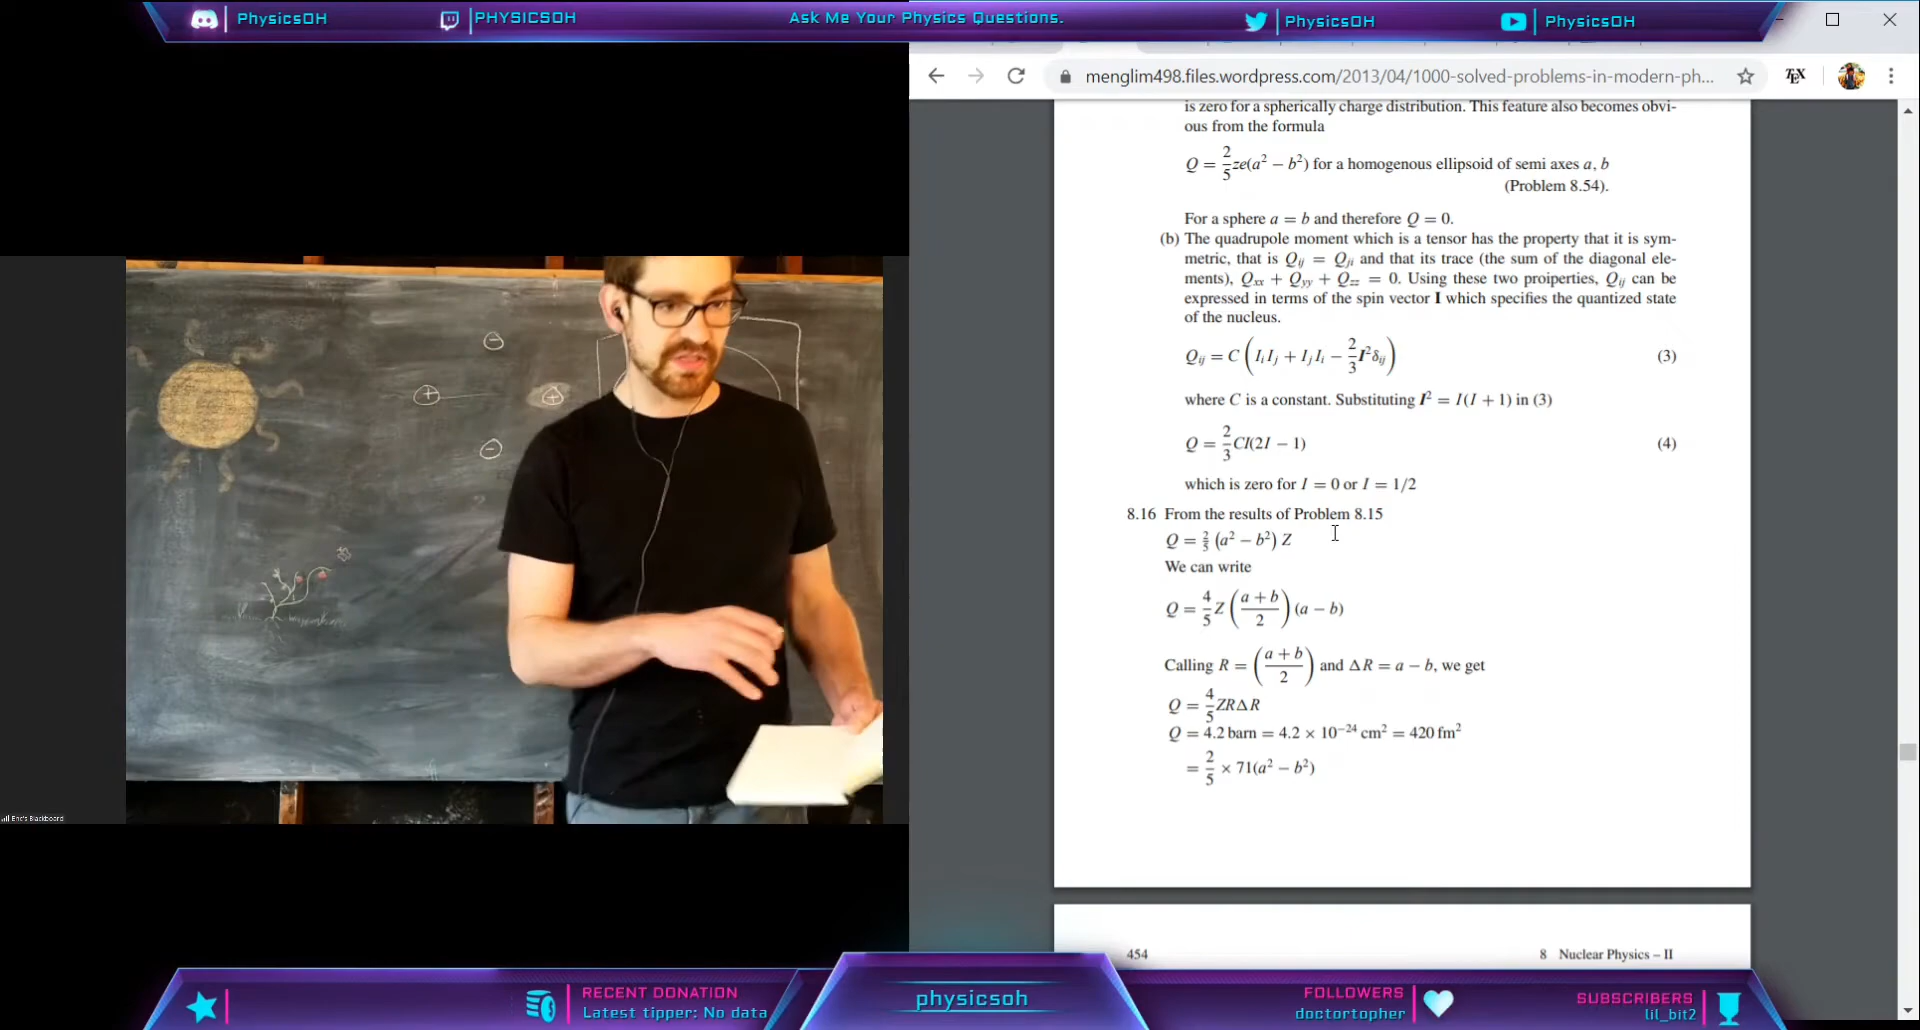 PhysicsOH
PHYSICSOH
Ask Me Your Physics Questions.
PhysicsOH
PhysicsOH
menglim498.files.wordpress.com/2013/04/1000-solved-problems-in-modern-ph...
TEX
is zero for a spherically charge distribution. This feature also becomes obvi-
ous from the formula
Q = 2/5 ze(a² − b²) for a homogenous ellipsoid of semi axes a, b
(Problem 8.54).
For a sphere a = b and therefore Q = 0.
(b) The quadrupole moment which is a tensor has the property that it is sym-
metric, that is Qij = Qji and that its trace (the sum of the diagonal ele-
ments), Qxx + Qyy + Qzz = 0. Using these two proiperties, Qij can be
expressed in terms of the spin vector I which specifies the quantized state
of the nucleus.
Qij = C (IiIj + IjIi − 2/3 I²δij) (3)
where C is a constant. Substituting I² = I(I + 1) in (3)
Q = 2/3 CI(2I − 1) (4)
which is zero for I = 0 or I = 1/2
8.16 From the results of Problem 8.15
Q = 2/5 (a² − b²) Z
We can write
Q = 4/5 Z ((a + b)/2) (a − b)
Calling R = ((a + b)/2) and ΔR = a − b, we get
Q = 4/5 ZRΔR
Q = 4.2 barn = 4.2 × 10⁻²⁴ cm² = 420 fm²
= 2/5 × 71(a² − b²)
454 8 Nuclear Physics – II
Eric's Blackboard
RECENT DONATION
Latest tipper: No data
physicsoh
FOLLOWERS
doctortopher
SUBSCRIBERS
lil_bit2